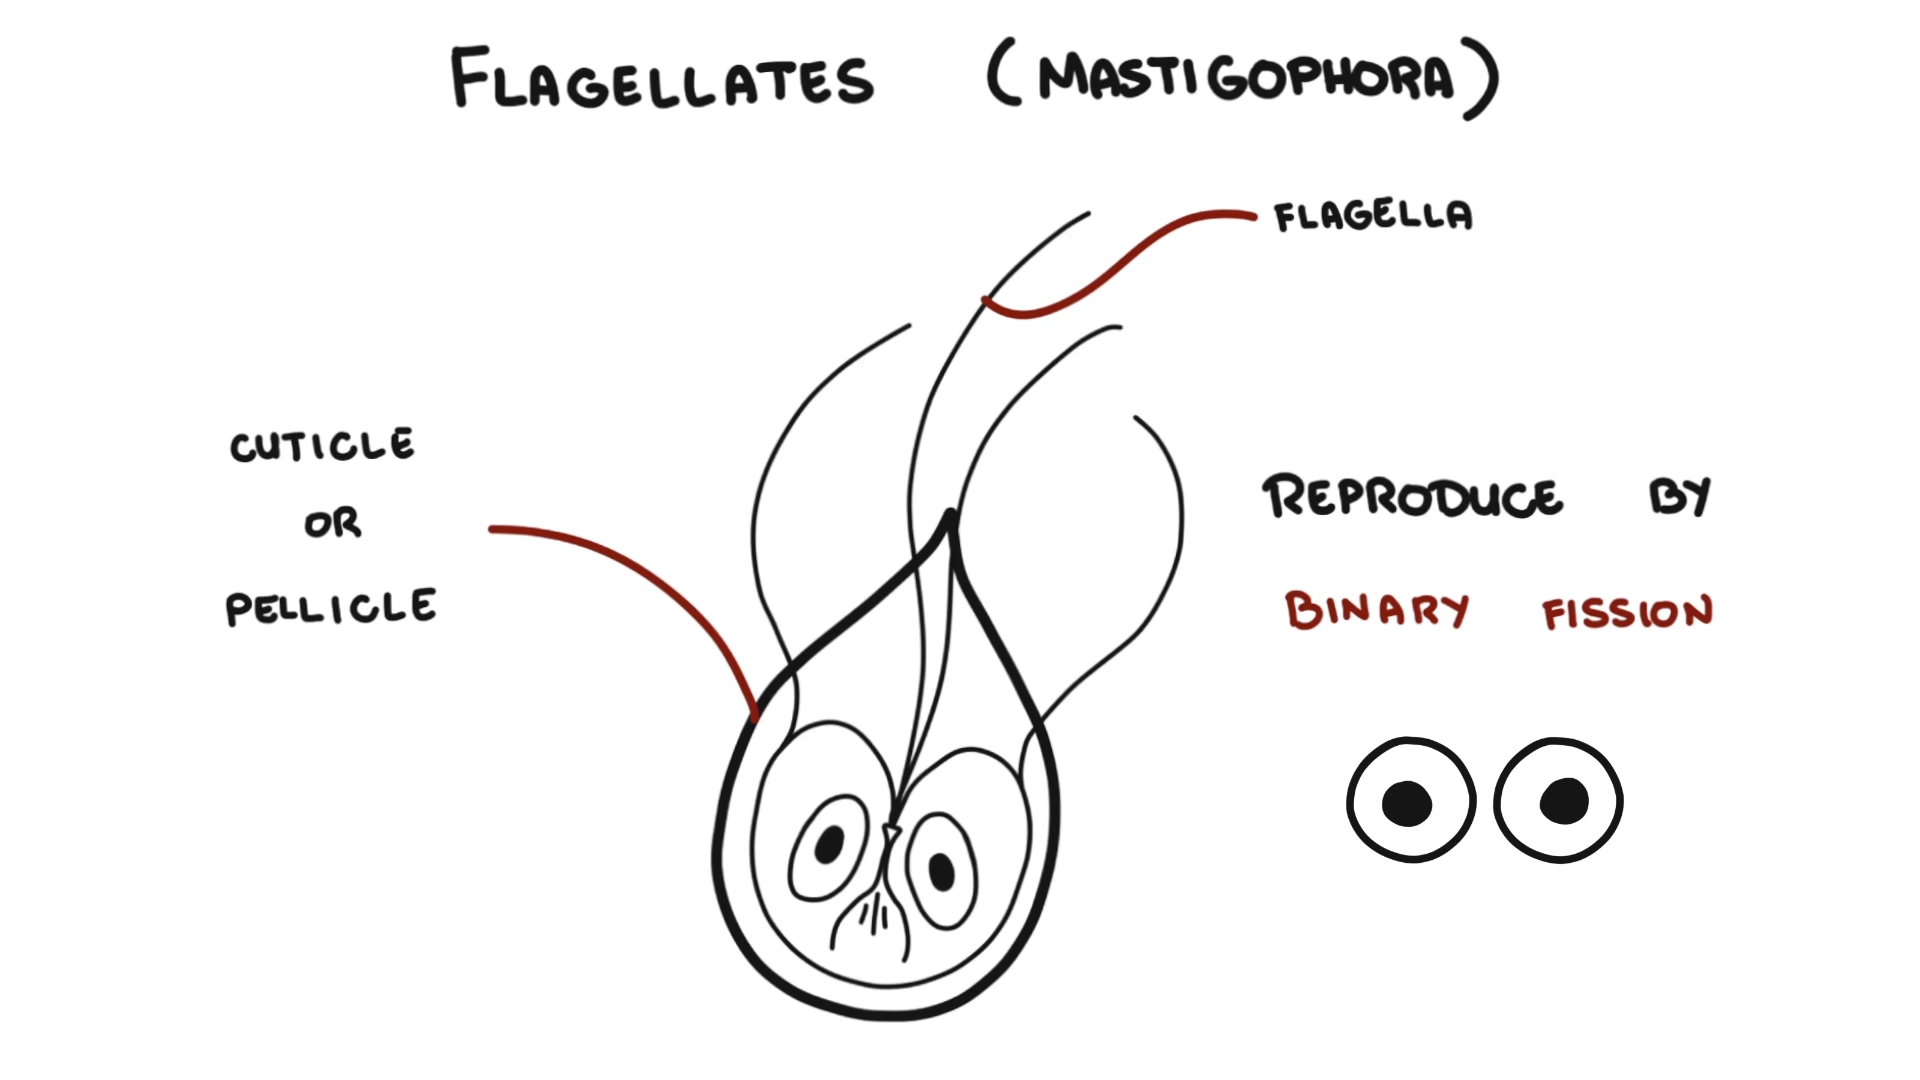 FLAGELLATES (MASTIGOPHORA)
FLAGELLA
CUTICLE
OR
PELLICLE
REPRODUCE BY
BINARY FISSION